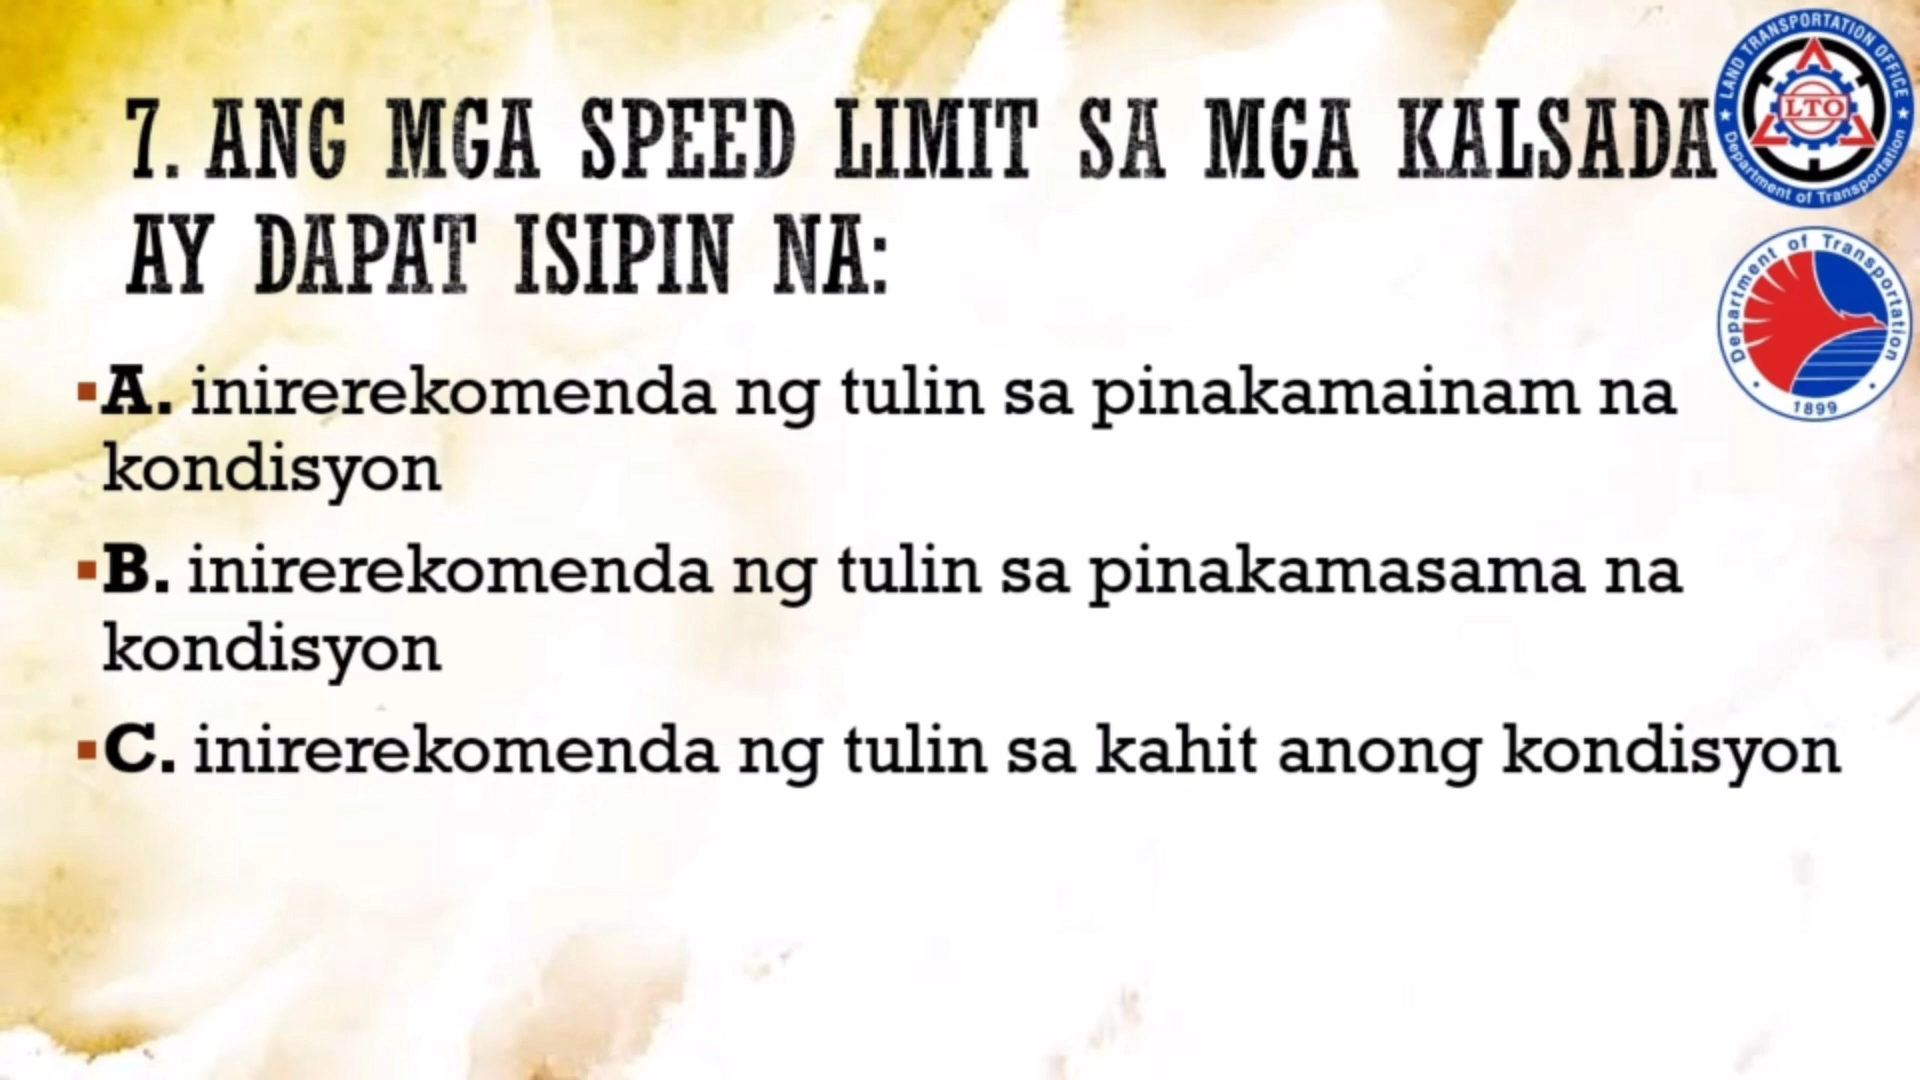 7. ANG MGA SPEED LIMIT SA MGA KALSADA
AY DAPAT ISIPIN NA:
A. inirerekomenda ng tulin sa pinakamainam na
kondisyon
B. inirerekomenda ng tulin sa pinakamasama na
kondisyon
C. inirerekomenda ng tulin sa kahit anong kondisyon
LAND TRANSPORTATION OFFICE
LTO
Department of Transportation
Department of Transportation
1899